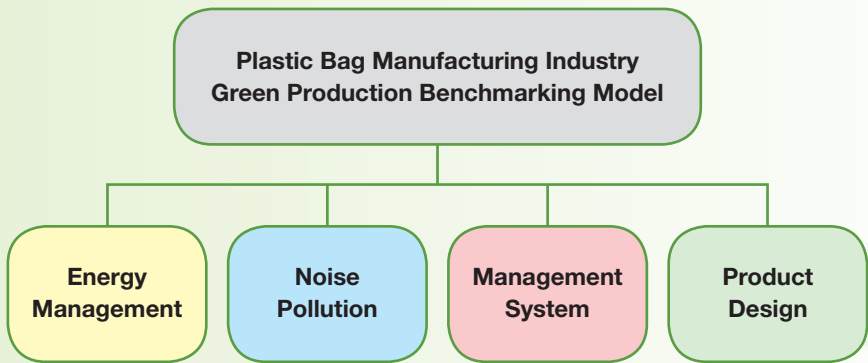 Plastic Bag Manufacturing Industry
Green Production Benchmarking Model
Energy
Management
Noise
Pollution
Management
System
Product
Design